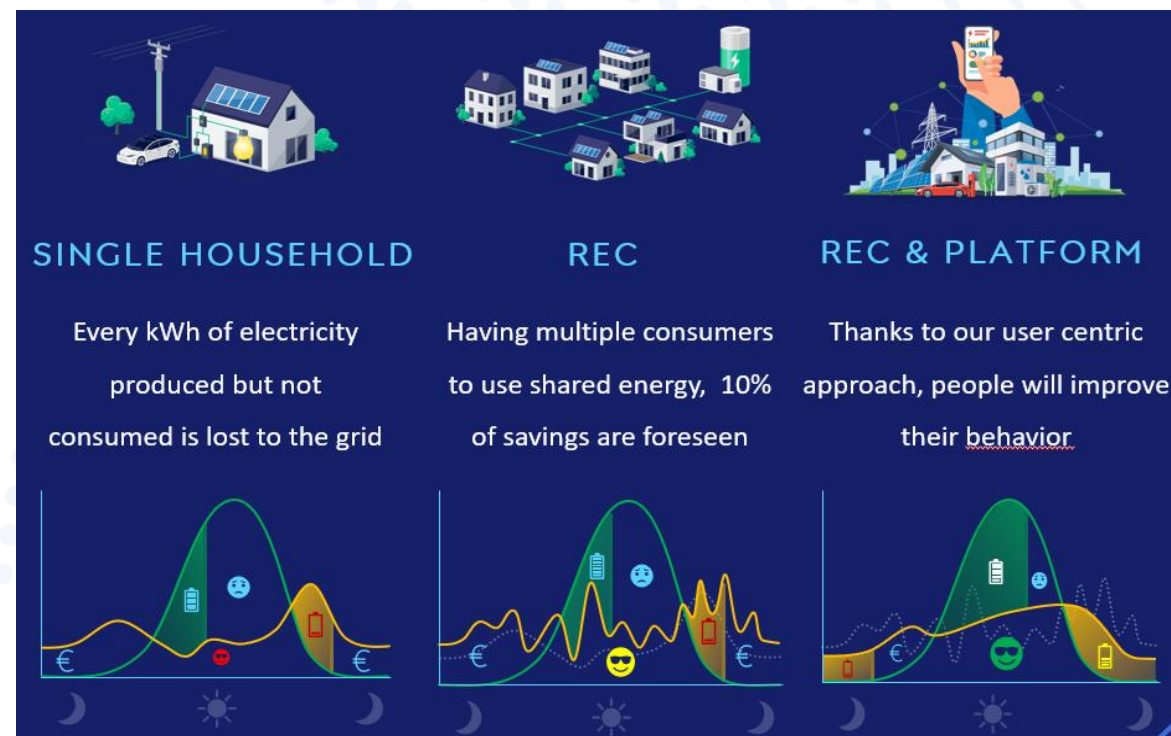 SINGLE HOUSEHOLD
Every kWh of electricity
produced but not
consumed is lost to the grid
€
€
REC
Having multiple consumers
to use shared energy, 10%
of savings are foreseen
€
€
REC & PLATFORM
Thanks to our user centric
approach, people will improve
their behavior
€